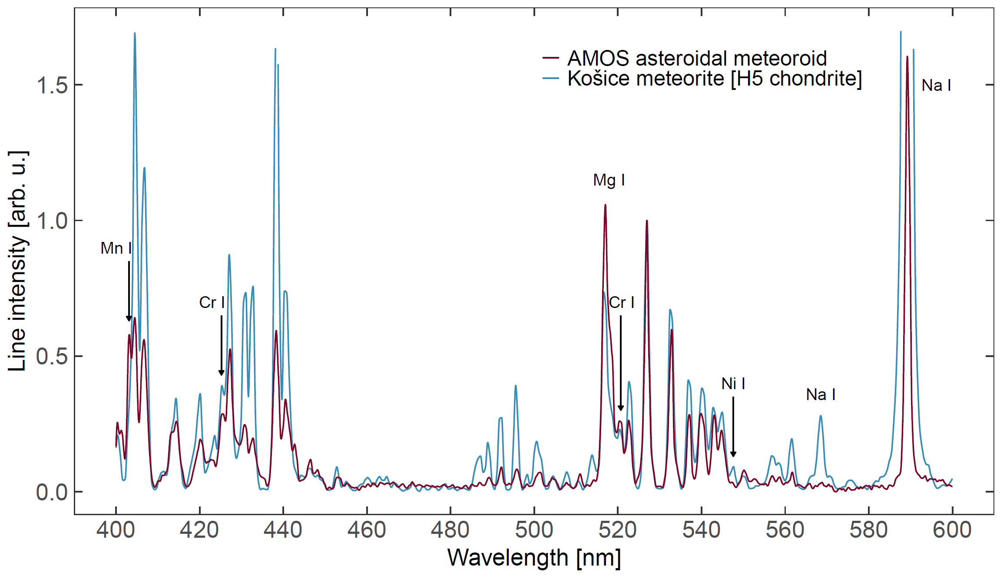 AMOS asteroidal meteoroid
Košice meteorite [H5 chondrite]
1.5
1.0
0.5
0.0
Line intensity [arb. u.]
Mn I
Cr I
Mg I
Cr I
Ni I
Na I
Na I
400 420 440 460 480 500 520 540 560 580 600
Wavelength [nm]